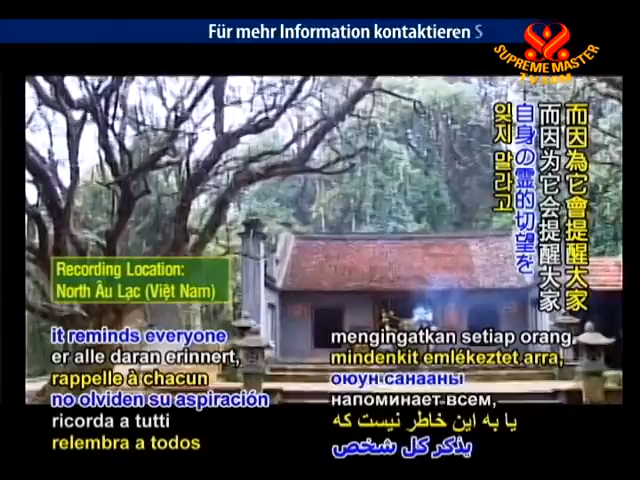 Für mehr Information kontaktieren S
SUPREME MASTER
TV.COM
而因為它會提醒大家
而因为它会提醒大家
自身の霊的切望を
잊지 말라고
Recording Location:
North Âu Lạc (Việt Nam)
it reminds everyone
er alle daran erinnert,
rappelle à chacun
no olviden su aspiración
ricorda a tutti
relembra a todos
mengingatkan setiap orang,
mindenkit emlékeztet arra,
оюун санааны
напоминает всем,
یا به این خاطر نیست که
يذكر كل شخص